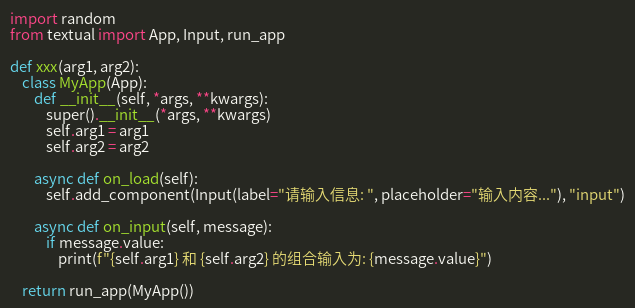 import random
from textual import App, Input, run_app

def xxx(arg1, arg2):
    class MyApp(App):
        def __init__(self, *args, **kwargs):
            super().__init__(*args, **kwargs)
            self.arg1 = arg1
            self.arg2 = arg2

        async def on_load(self):
            self.add_component(Input(label="请输入信息: ", placeholder="输入内容..."), "input")

        async def on_input(self, message):
            if message.value:
                print(f"{self.arg1} 和 {self.arg2} 的组合输入为: {message.value}")

    return run_app(MyApp())